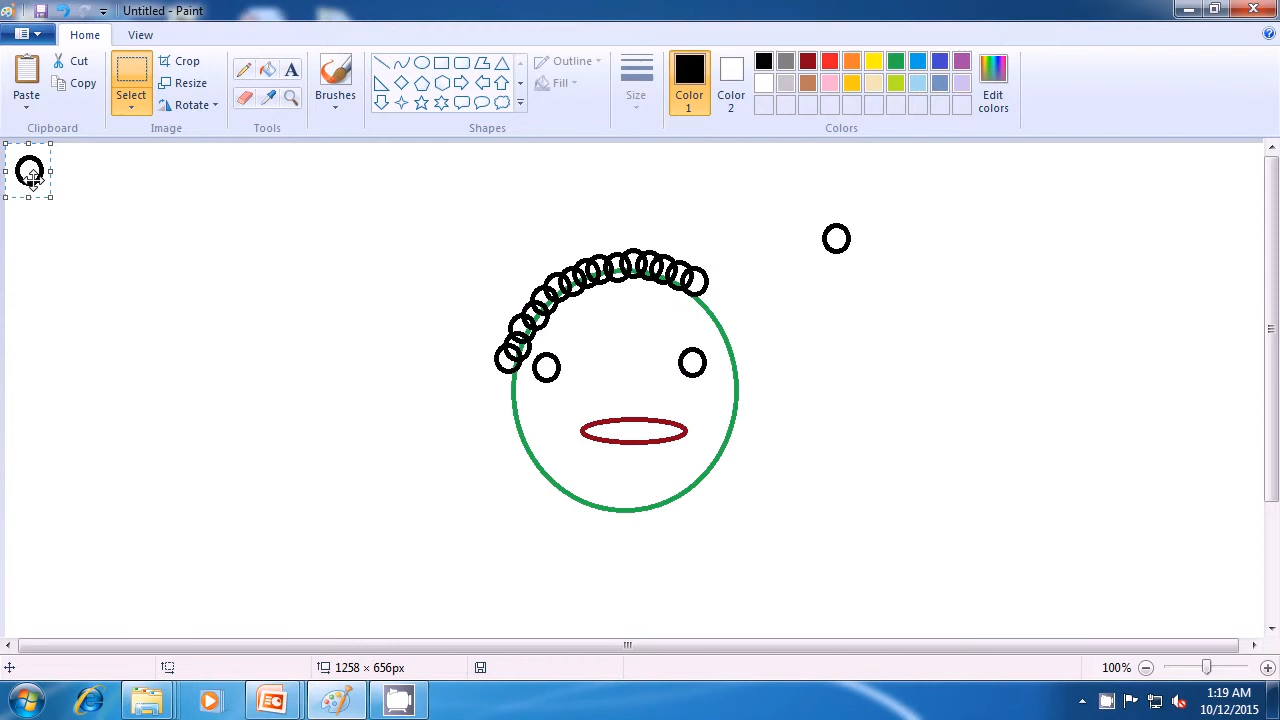 Untitled - Paint
Home View
Paste
Cut
Copy
Select
Crop
Resize
Rotate
A
Brushes
Outline
Fill
Size
Color 1
Color 2
Edit colors
Clipboard Image Tools Shapes Colors
1258 × 656px
100%
1:19 AM
10/12/2015